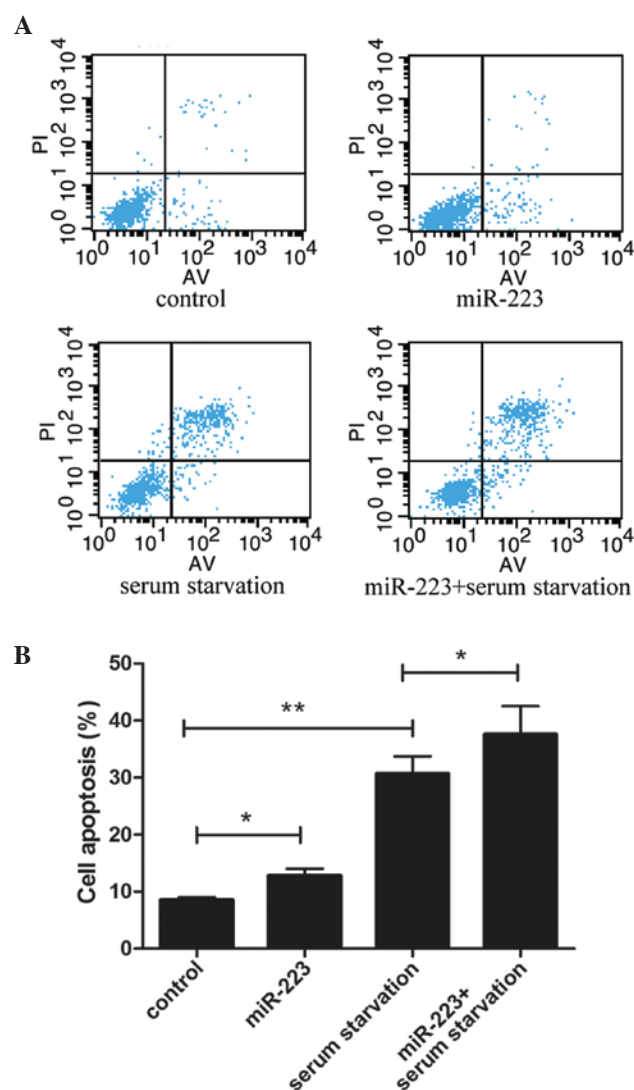 A
PI
10^0 10^1 10^2 10^3 10^4
10^0 10^1 10^2 10^3 10^4
AV
control
PI
10^0 10^1 10^2 10^3 10^4
10^0 10^1 10^2 10^3 10^4
AV
miR-223
PI
10^0 10^1 10^2 10^3 10^4
10^0 10^1 10^2 10^3 10^4
AV
serum starvation
PI
10^0 10^1 10^2 10^3 10^4
10^0 10^1 10^2 10^3 10^4
AV
miR-223+serum starvation
B
Cell apoptosis (%)
50
40
30
20
10
0
*
**
*
control
miR-223
serum starvation
miR-223+
serum starvation